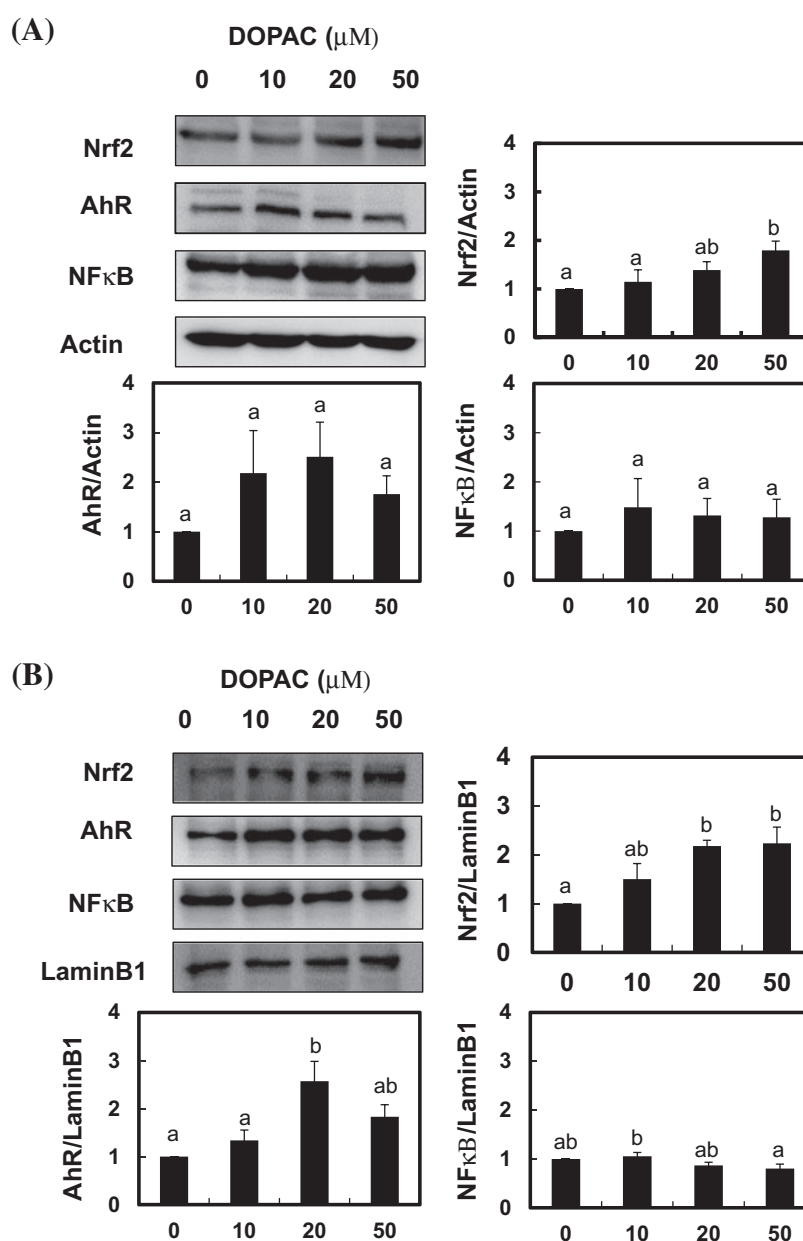 (A)
DOPAC (μM)
0 10 20 50
Nrf2
AhR
NFκB
Actin
Nrf2/Actin
4
3
2
1
0
a a ab b
0 10 20 50
AhR/Actin
4
3
2
1
0
a a a a
0 10 20 50
NFκB/Actin
4
3
2
1
0
a a a a
0 10 20 50
(B)
DOPAC (μM)
0 10 20 50
Nrf2
AhR
NFκB
LaminB1
Nrf2/LaminB1
4
3
2
1
0
a ab b b
0 10 20 50
AhR/LaminB1
4
3
2
1
0
a a b ab
0 10 20 50
NFκB/LaminB1
4
3
2
1
0
ab b ab a
0 10 20 50